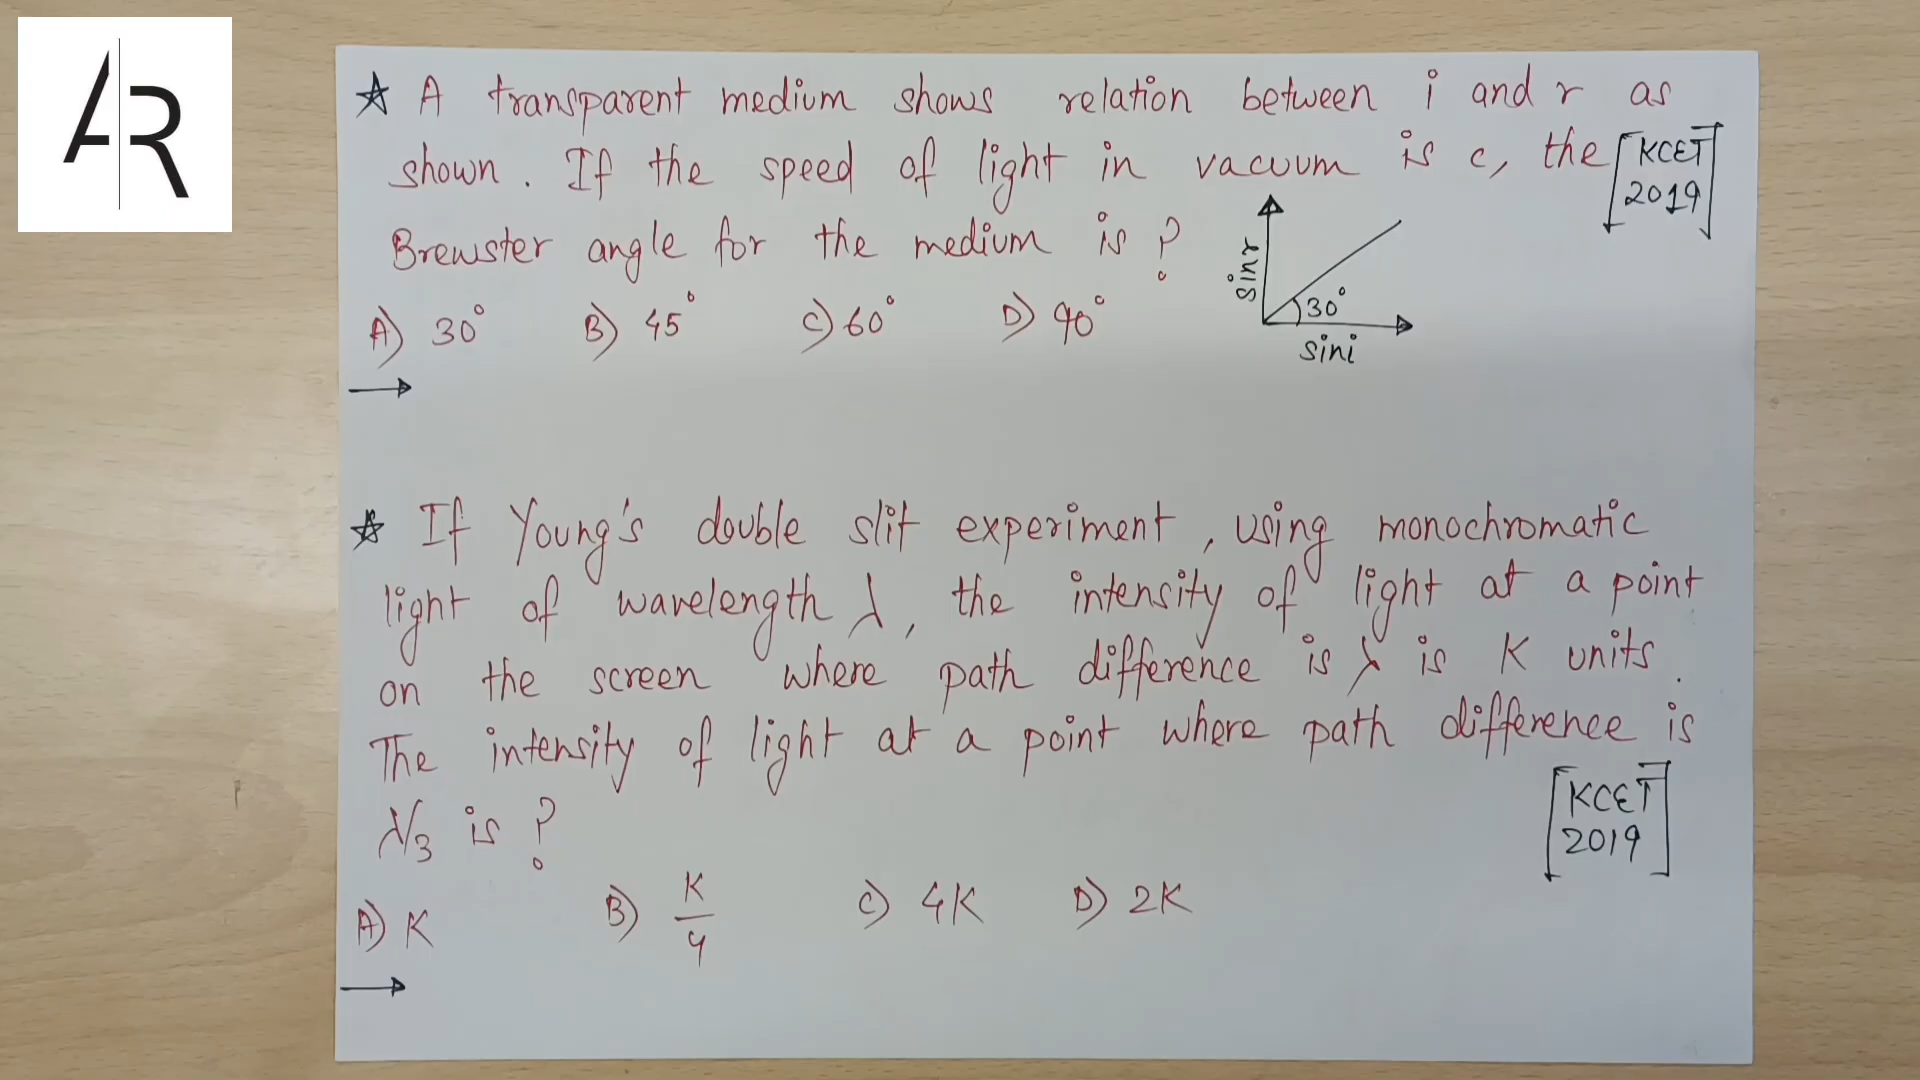 AR
☆ A transparent medium shows relation between i and r as
shown. If the speed of light in vacuum is c, the [KCET
2019]
Brewster angle for the medium is ?
sinr
30°
sini
A) 30° B) 45° C) 60° D) 90°
→
☆ If Young's double slit experiment, using monochromatic
light of wavelength λ, the intensity of light at a point
on the screen where path difference is λ is K units.
The intensity of light at a point where path difference is
λ/3 is ?
[KCET
2019]
A) K B) K/4 C) 4K D) 2K
→